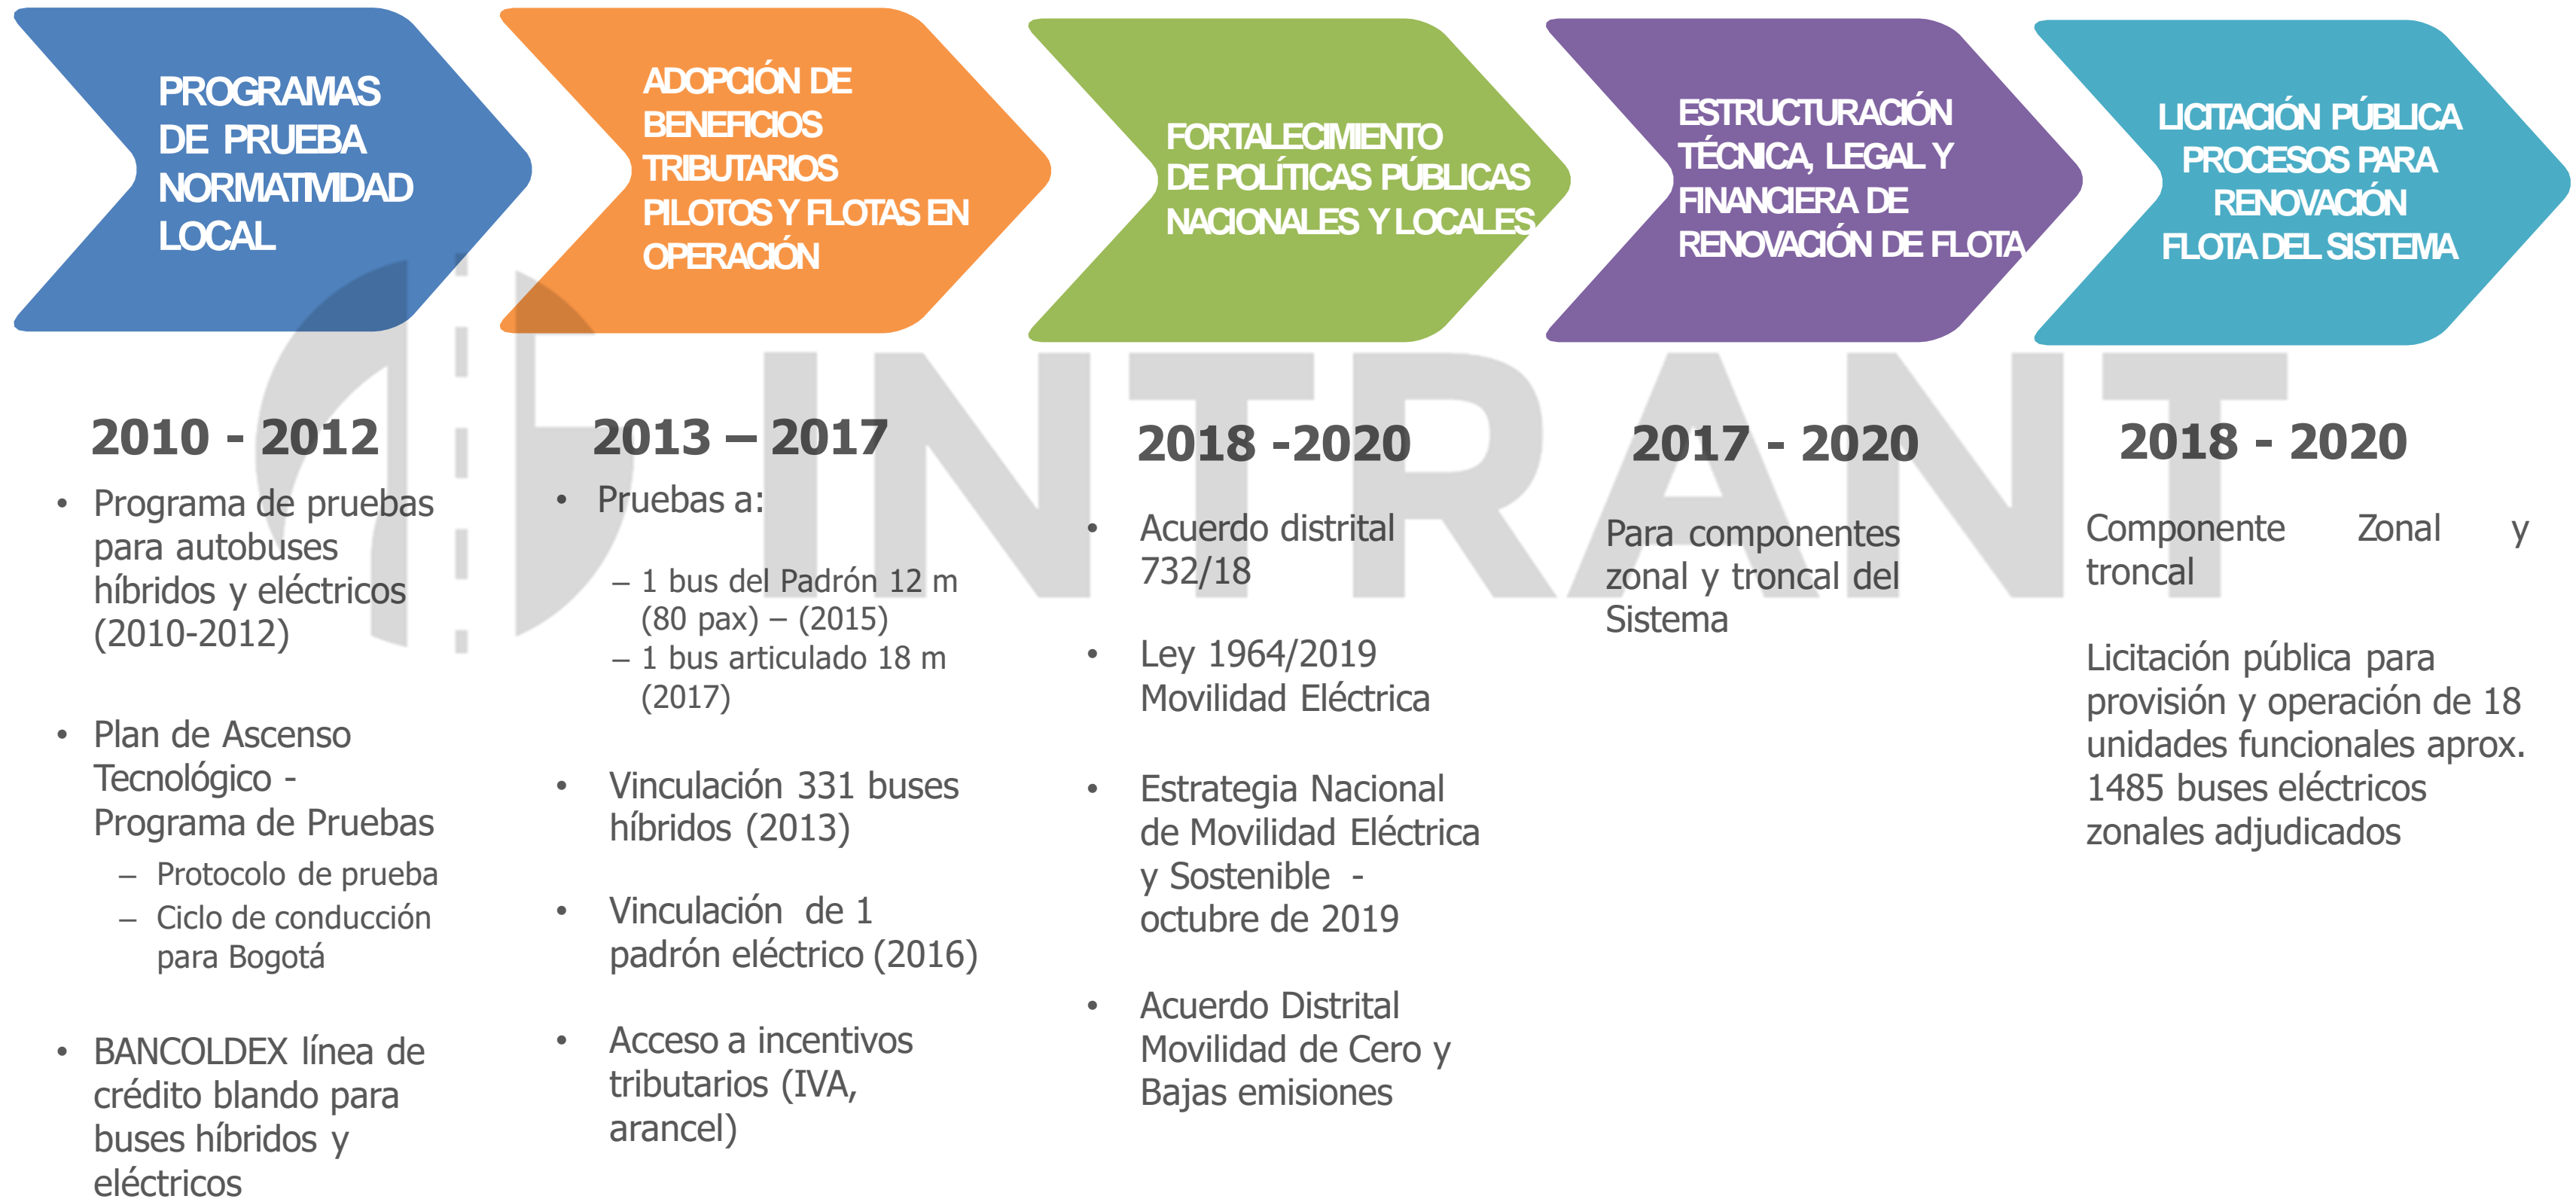 PROGRAMAS
DE PRUEBA
NORMATIVIDAD
LOCAL
2010 - 2012
• Programa de pruebas
para autobuses
híbridos y eléctricos
(2010-2012)
• Plan de Ascenso
Tecnológico -
Programa de Pruebas
– Protocolo de prueba
– Ciclo de conducción
para Bogotá
• BANCOLDEX línea de
crédito blando para
buses híbridos y
eléctricos
ADOPCIÓN DE
BENEFICIOS
TRIBUTARIOS
PILOTOS Y FLOTAS EN
OPERACIÓN
2013 – 2017
• Pruebas a:
– 1 bus del Padrón 12 m
(80 pax) – (2015)
– 1 bus articulado 18 m
(2017)
• Vinculación 331 buses
híbridos (2013)
• Vinculación de 1
padrón eléctrico (2016)
• Acceso a incentivos
tributarios (IVA,
arancel)
FORTALECIMIENTO
DE POLÍTICAS PÚBLICAS
NACIONALES Y LOCALES
2018 -2020
• Acuerdo distrital
732/18
• Ley 1964/2019
Movilidad Eléctrica
• Estrategia Nacional
de Movilidad Eléctrica
y Sostenible -
octubre de 2019
• Acuerdo Distrital
Movilidad de Cero y
Bajas emisiones
ESTRUCTURACIÓN
TÉCNICA, LEGAL Y
FINANCIERA DE
RENOVACIÓN DE FLOTA
2017 - 2020
Para componentes
zonal y troncal del
Sistema
LICITACIÓN PÚBLICA
PROCESOS PARA
RENOVACIÓN
FLOTA DEL SISTEMA
2018 - 2020
Componente Zonal y
troncal
Licitación pública para
provisión y operación de 18
unidades funcionales aprox.
1485 buses eléctricos
zonales adjudicados
INTRANT